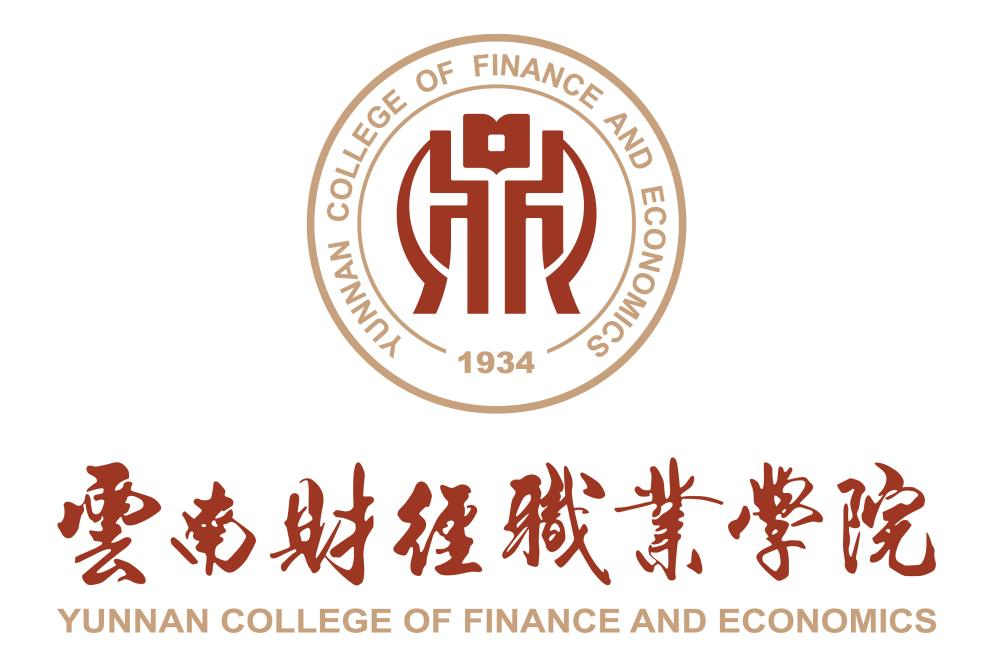 YUNNAN COLLEGE OF FINANCE AND ECONOMICS
1934
雲南財經職業學院
YUNNAN COLLEGE OF FINANCE AND ECONOMICS